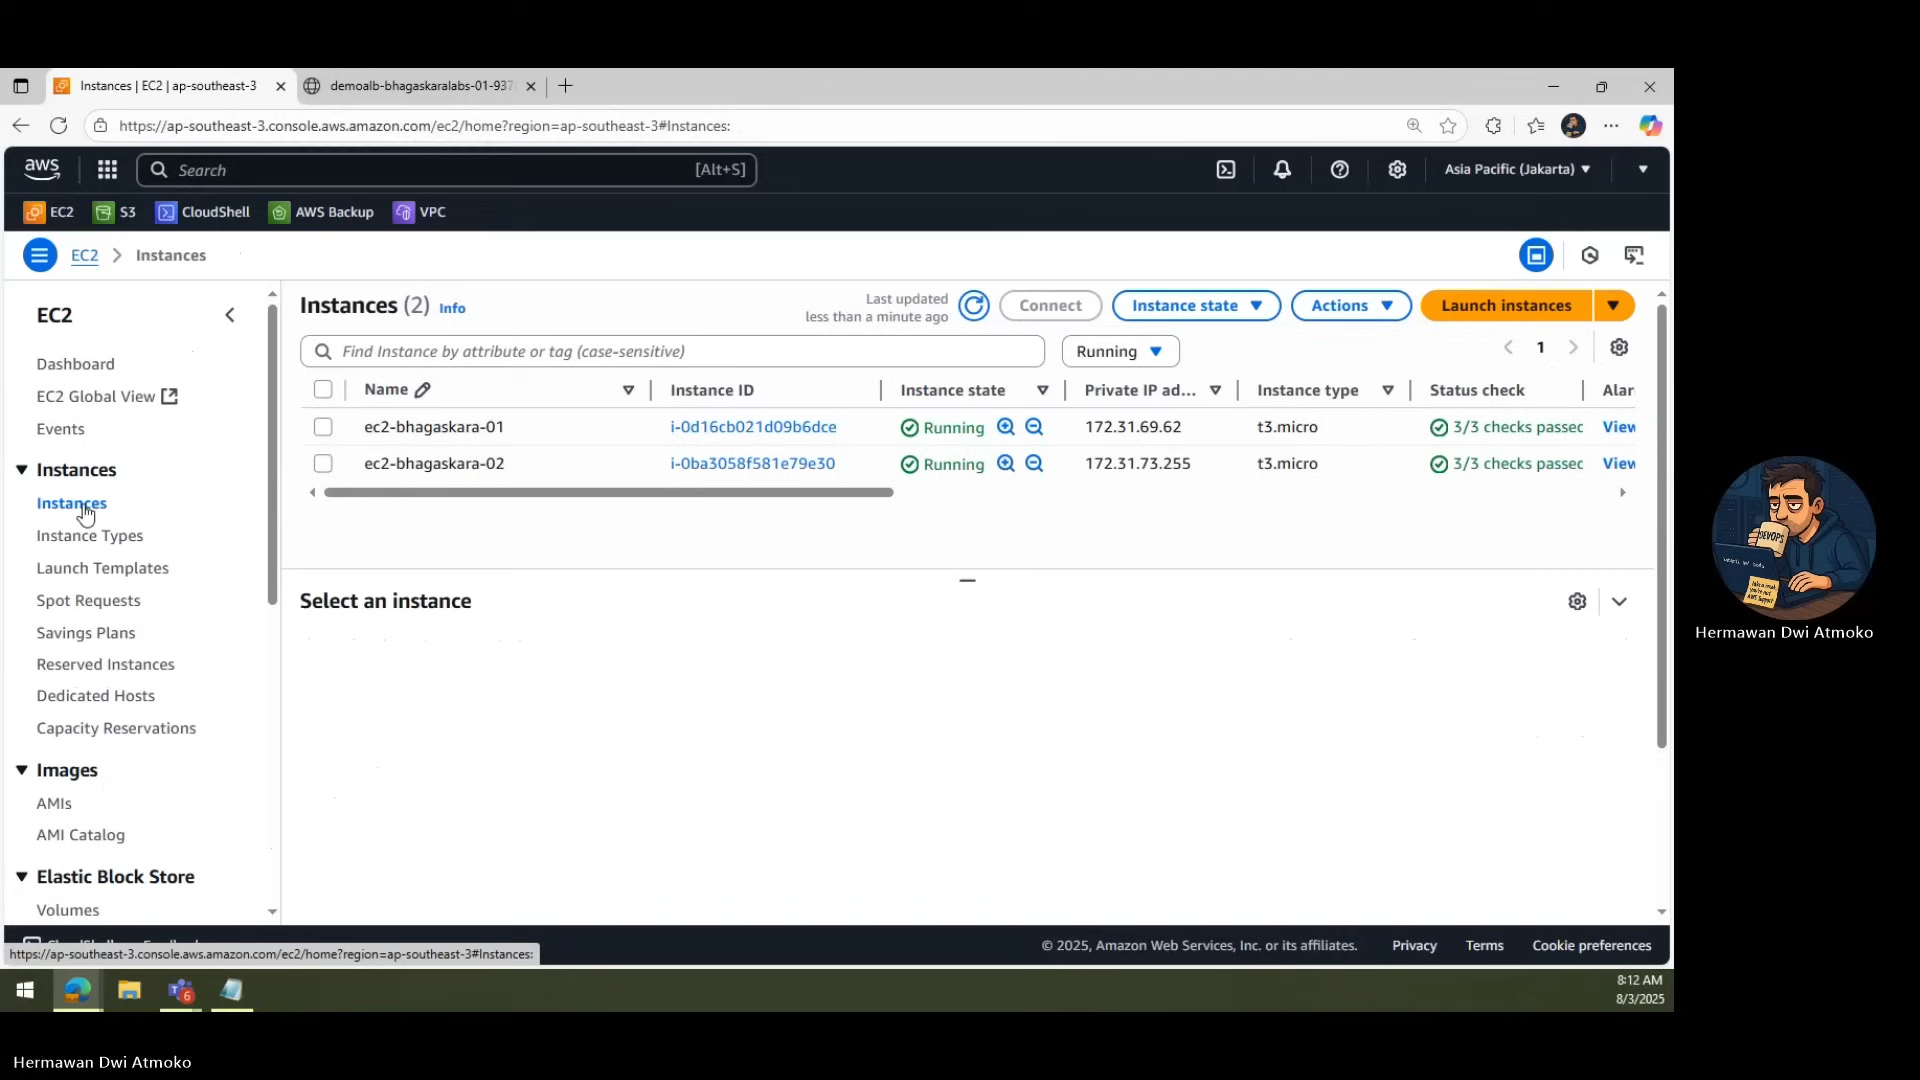 Instances | EC2 | ap-southeast-3
demoalb-bhagaskaralabs-01-937
https://ap-southeast-3.console.aws.amazon.com/ec2/home?region=ap-southeast-3#Instances:
aws
Search
[Alt+S]
Asia Pacific (Jakarta)
EC2
S3
CloudShell
AWS Backup
VPC
EC2
Instances
EC2
Dashboard
EC2 Global View
Events
Instances
Instances
Instance Types
Launch Templates
Spot Requests
Savings Plans
Reserved Instances
Dedicated Hosts
Capacity Reservations
Images
AMIs
AMI Catalog
Elastic Block Store
Volumes
Instances (2) Info
Last updated
less than a minute ago
Connect
Instance state
Actions
Launch instances
Find Instance by attribute or tag (case-sensitive)
Running
1
Name
Instance ID
Instance state
Private IP ad...
Instance type
Status check
Alar
ec2-bhagaskara-01
i-0d16cb021d09b6dce
Running
172.31.69.62
t3.micro
3/3 checks passec
View
ec2-bhagaskara-02
i-0ba3058f581e79e30
Running
172.31.73.255
t3.micro
3/3 checks passec
View
Select an instance
© 2025, Amazon Web Services, Inc. or its affiliates.
Privacy
Terms
Cookie preferences
https://ap-southeast-3.console.aws.amazon.com/ec2/home?region=ap-southeast-3#Instances:
6
8:12 AM
8/3/2025
DEVOPS
Hermawan Dwi Atmoko
Hermawan Dwi Atmoko